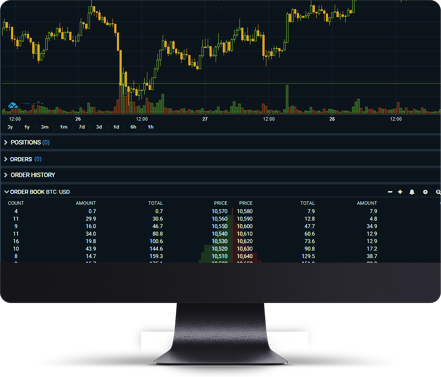 12:00 26 12:00 27 12:00 28 12:00
3y 1y 3m 1m 7d 3d 1d 6h 1h
POSITIONS (0)
ORDERS (0)
ORDER HISTORY
ORDER BOOK BTC/USD
COUNT AMOUNT TOTAL PRICE PRICE TOTAL AMOUNT
4 0.7 0.7 10,570 10,580 7.9 7.9
11 29.9 30.6 10,560 10,590 12.8 4.8
9 16.0 46.7 10,550 10,600 47.7 34.9
11 34.0 80.8 10,540 10,610 60.6 12.9
16 19.8 100.6 10,530 10,620 73.6 12.9
10 43.9 144.6 10,520 10,630 90.8 17.2
8 14.7 159.3 10,510 10,640 129.5 38.7